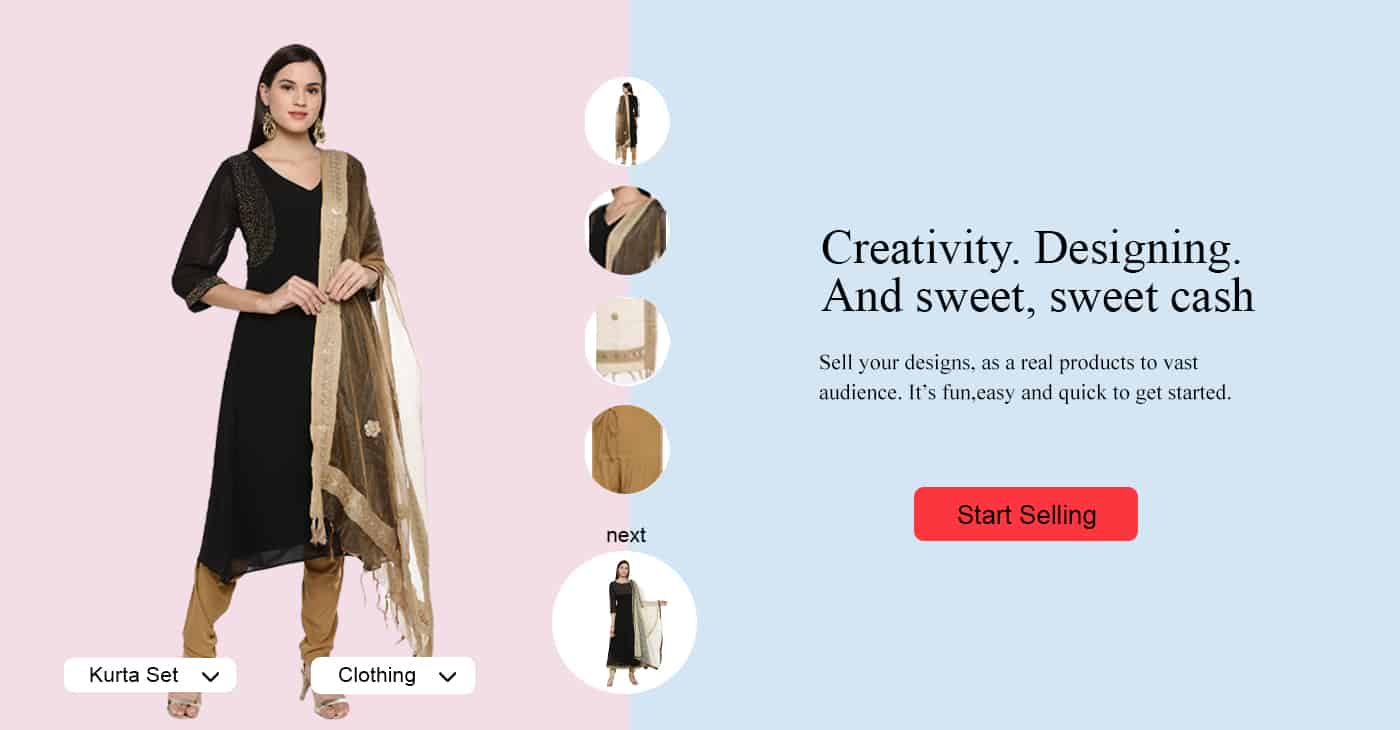 Creativity. Designing.
And sweet, sweet cash
Sell your designs, as a real products to vast
audience. It’s fun,easy and quick to get started.
Start Selling
next
Kurta Set
Clothing